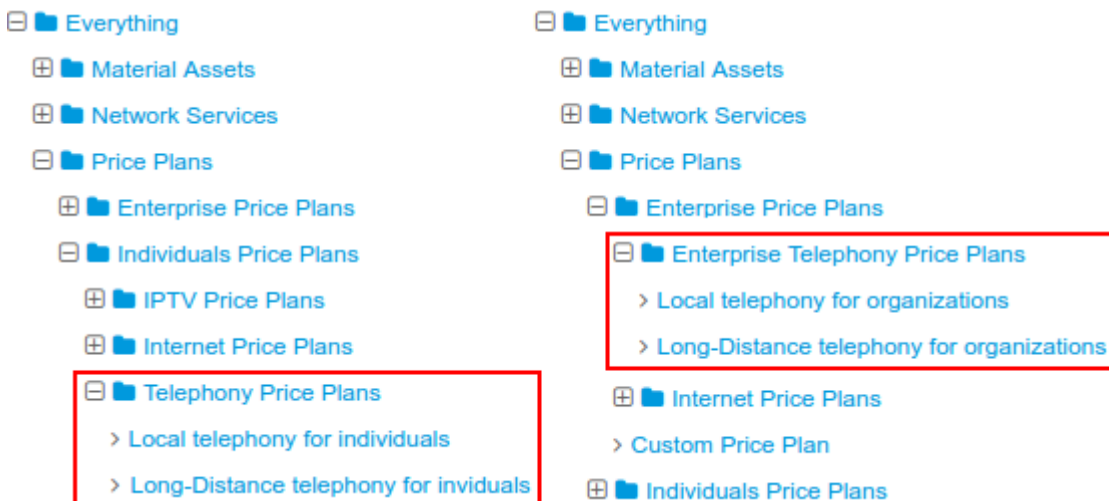 Everything
Material Assets
Network Services
Price Plans
Enterprise Price Plans
Individuals Price Plans
IPTV Price Plans
Internet Price Plans
Telephony Price Plans
Local telephony for individuals
Long-Distance telephony for inviduals
Everything
Material Assets
Network Services
Price Plans
Enterprise Price Plans
Enterprise Telephony Price Plans
Local telephony for organizations
Long-Distance telephony for organizations
Internet Price Plans
Custom Price Plan
Individuals Price Plans